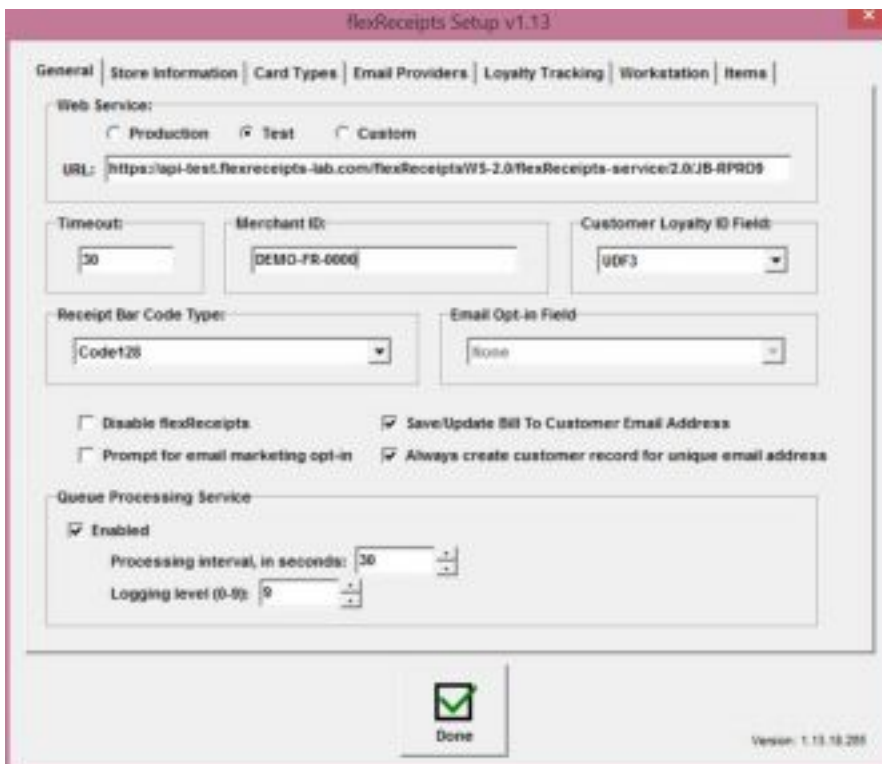 flexReceipts Setup v1.13
General Store Information Card Types Email Providers Loyalty Tracking Workstation Items
Web Service:
Production Test Custom
URL: https://api-test.flexreceipts-lab.com/flexReceiptsWS-2.0/flexReceipts-service/2.0/JB-RPRO9
Timeout: Merchant ID: Customer Loyalty ID Field:
30 DEMO-FR-0000 UDF3
Receipt Bar Code Type: Email Opt-in Field
Code128 None
Disable flexReceipts Save/Update Bill To Customer Email Address
Prompt for email marketing opt-in Always create customer record for unique email address
Queue Processing Service
Enabled
Processing interval, in seconds: 30
Logging level (0-9): 9
Done
Version: